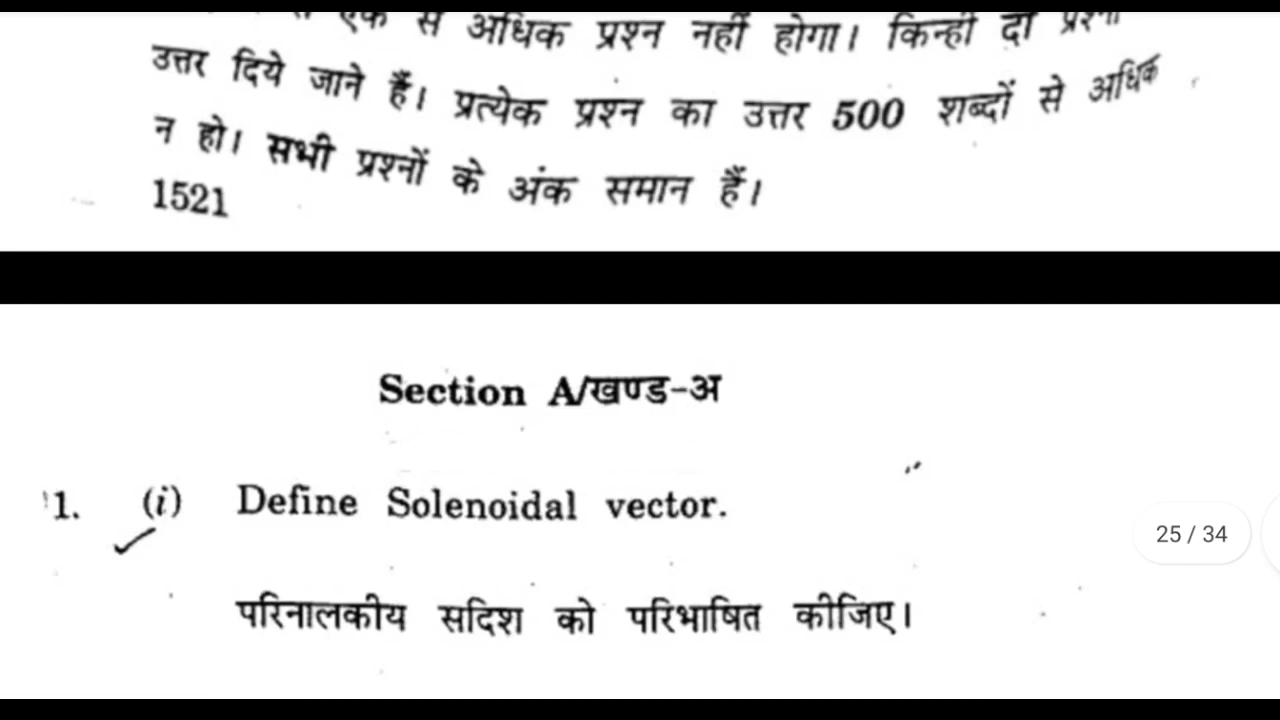 एक से अधिक प्रश्न नहीं होगा। किन्हीं दो
उत्तर दिये जाने हैं। प्रत्येक प्रश्न का उत्तर 500 शब्दों से अधिक
न हो। सभी प्रश्नों के अंक समान हैं।
1521
Section A/खण्ड-अ
1. (i) Define Solenoidal vector.
25 / 34
परिनालकीय सदिश को परिभाषित कीजिए।